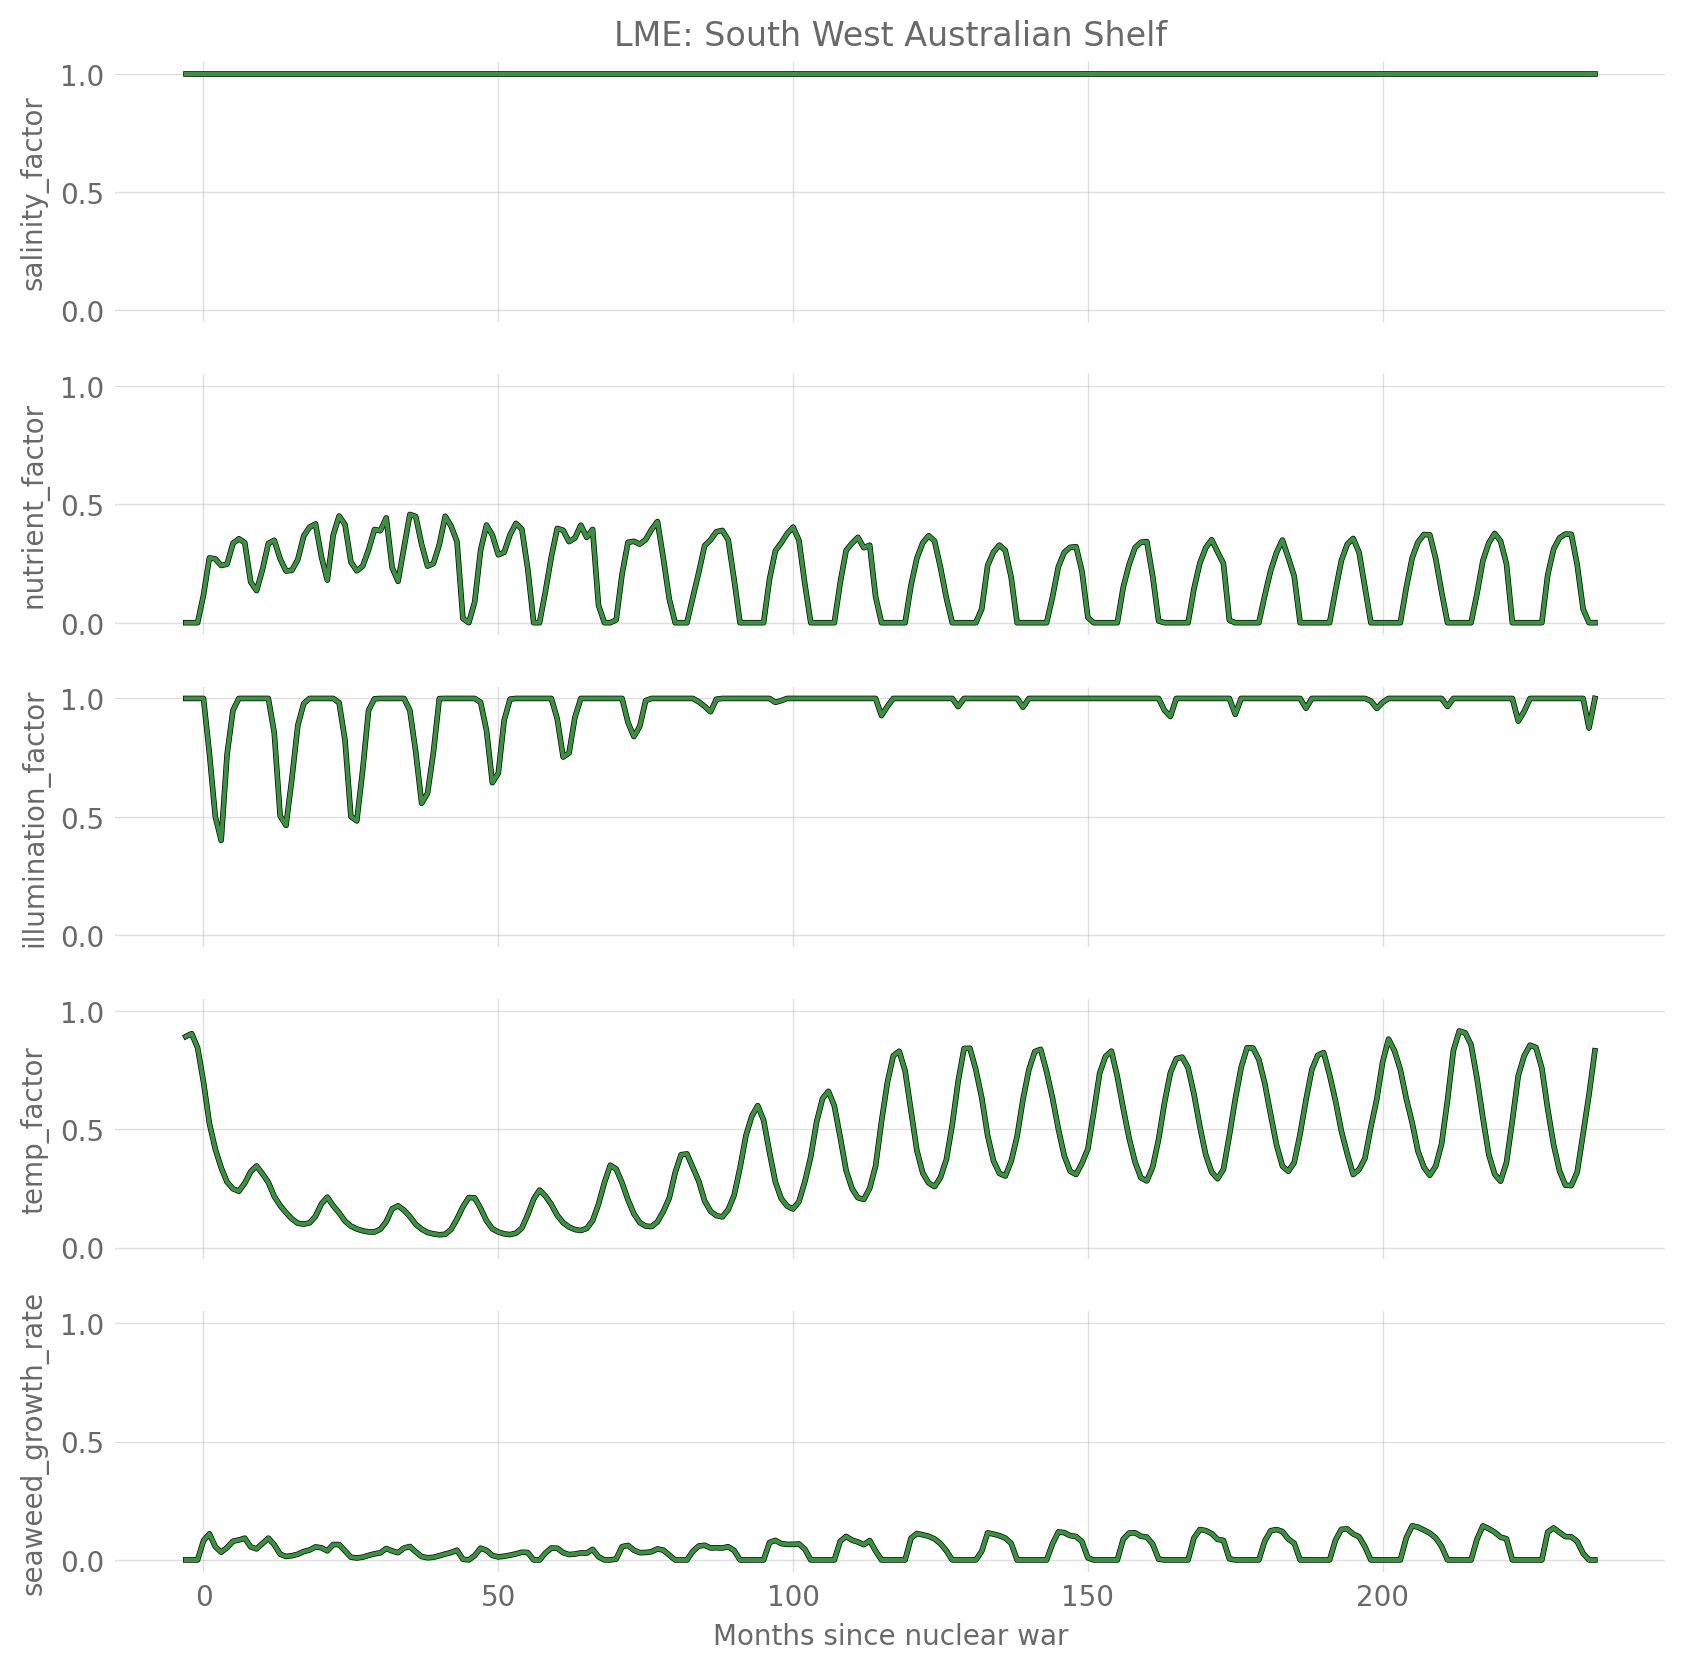 LME: South West Australian Shelf
salinity_factor
1.0
0.5
0.0
nutrient_factor
1.0
0.5
0.0
illumination_factor
1.0
0.5
0.0
temp_factor
1.0
0.5
0.0
seaweed_growth_rate
1.0
0.5
0.0
0 50 100 150 200
Months since nuclear war